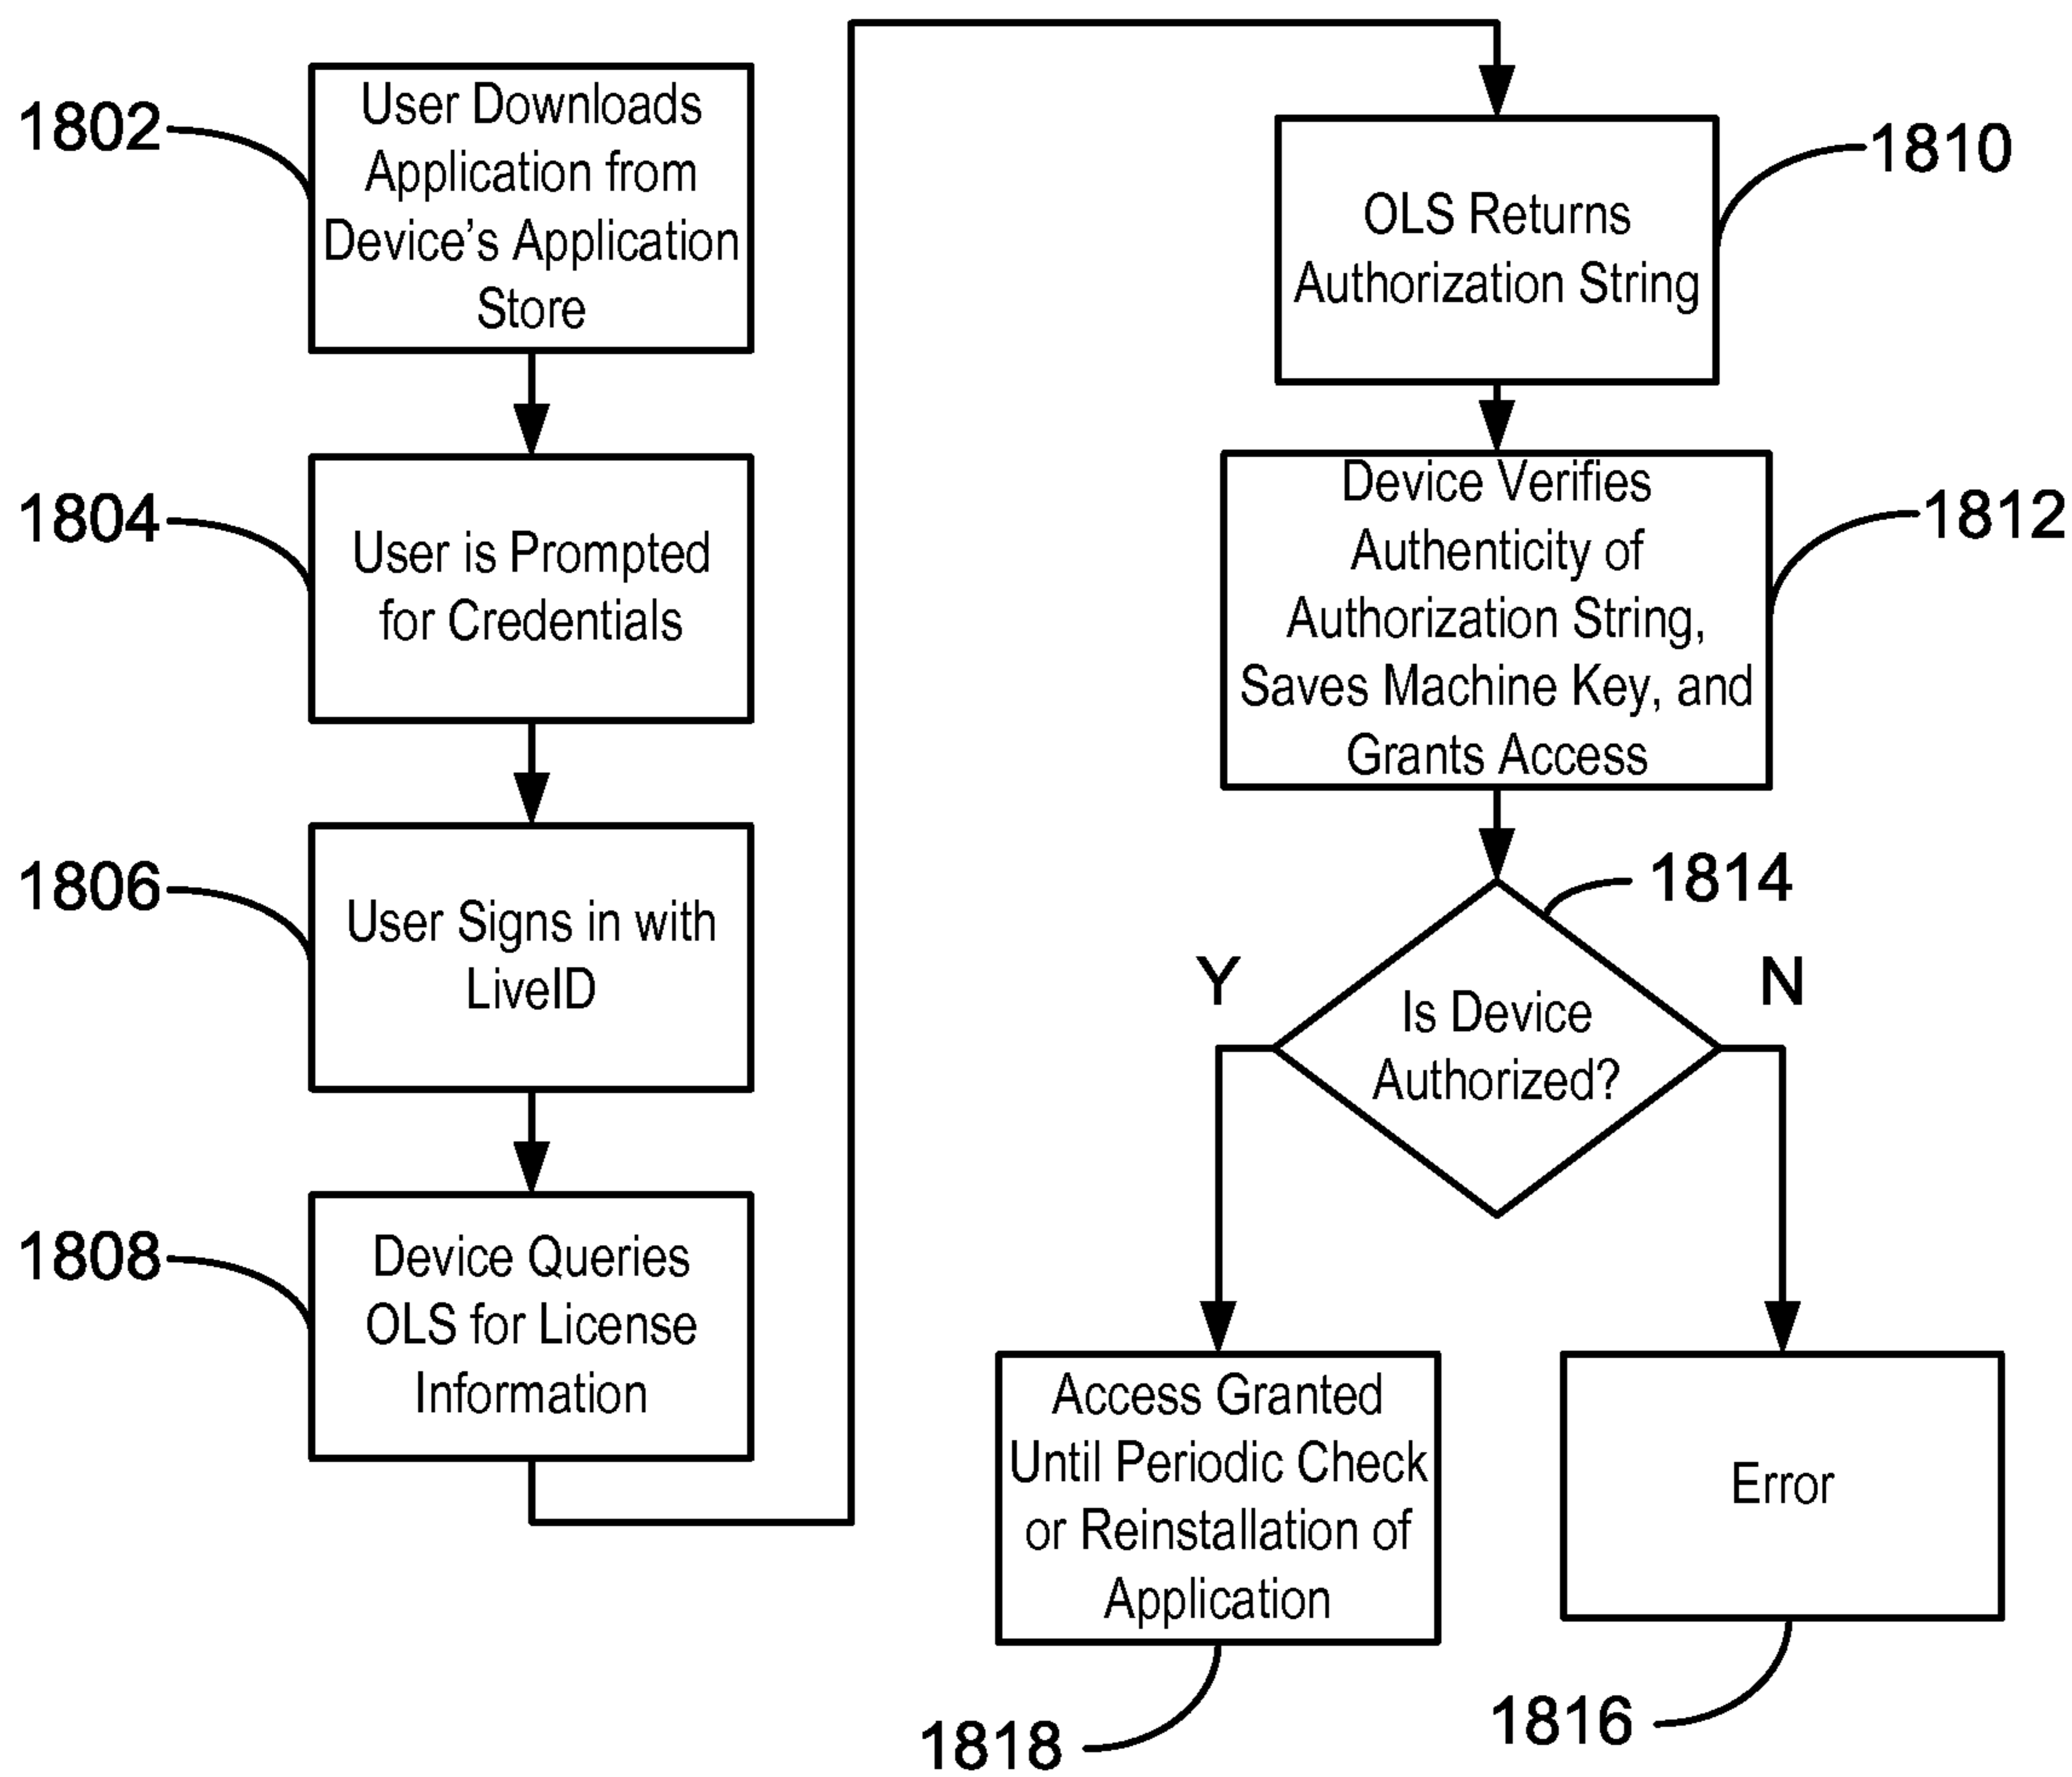 1802
User Downloads
Application from
Device’s Application
Store
1804
User is Prompted
for Credentials
1806
User Signs in with
LiveID
1808
Device Queries
OLS for License
Information
1810
OLS Returns
Authorization String
1812
Device Verifies
Authenticity of
Authorization String,
Saves Machine Key, and
Grants Access
1814
Is Device
Authorized?
Y
N
Access Granted
Until Periodic Check
or Reinstallation of
Application
1818
Error
1816